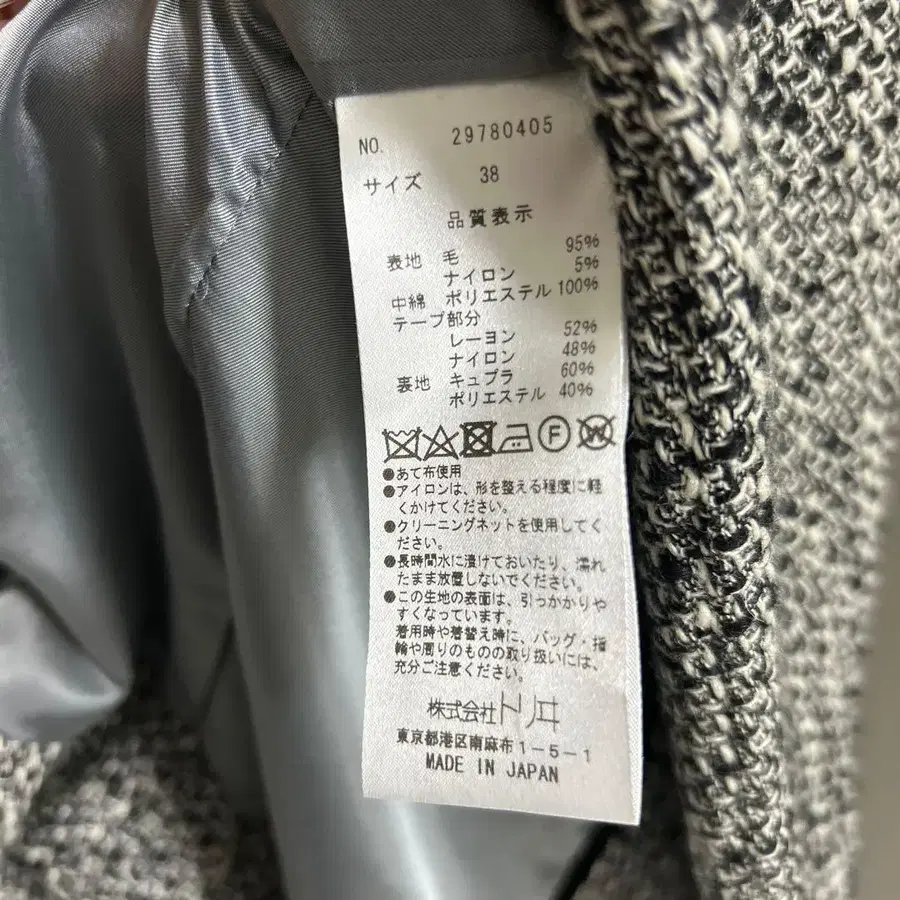 NO. 29780405
サイズ 38
品質表示
表地 毛 95%
ナイロン 5%
中綿 ポリエステル 100%
テープ部分
レーヨン 52%
ナイロン 48%
裏地 キュプラ 60%
ポリエステル 40%
F W
●あて布使用
●アイロンは、形を整える程度に軽
くかけてください。
●クリーニングネットを使用してく
ださい。
●長時間水に漬けておいたり、濡れ
たまま放置しないでください。
●この生地の表面は、引っかかりや
すくなっています。
着用時や着替え時に、バッグ・指
輪や周りのものの取り扱いには、
充分ご注意ください。
株式会社トリヰ
東京都港区南麻布1-5-1
MADE IN JAPAN